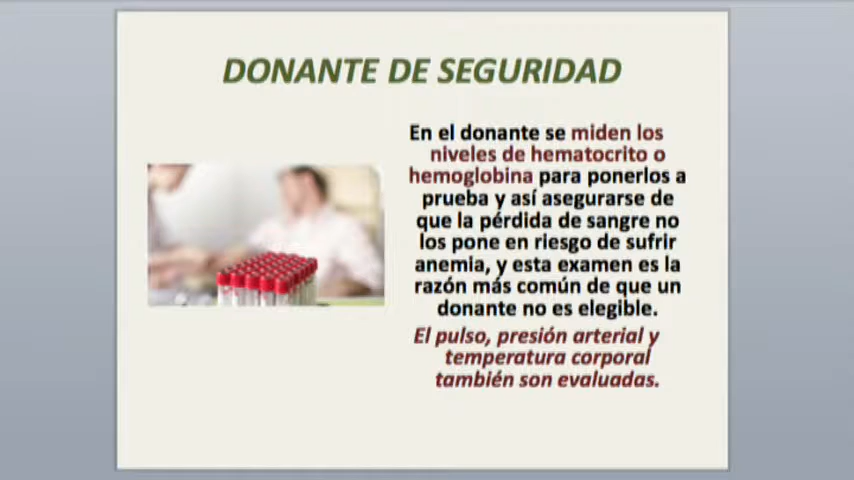 DONANTE DE SEGURIDAD
En el donante se miden los
niveles de hematocrito o
hemoglobina para ponerlos a
prueba y así asegurarse de
que la pérdida de sangre no
los pone en riesgo de sufrir
anemia, y esta examen es la
razón más común de que un
donante no es elegible.
El pulso, presión arterial y
temperatura corporal
también son evaluadas.